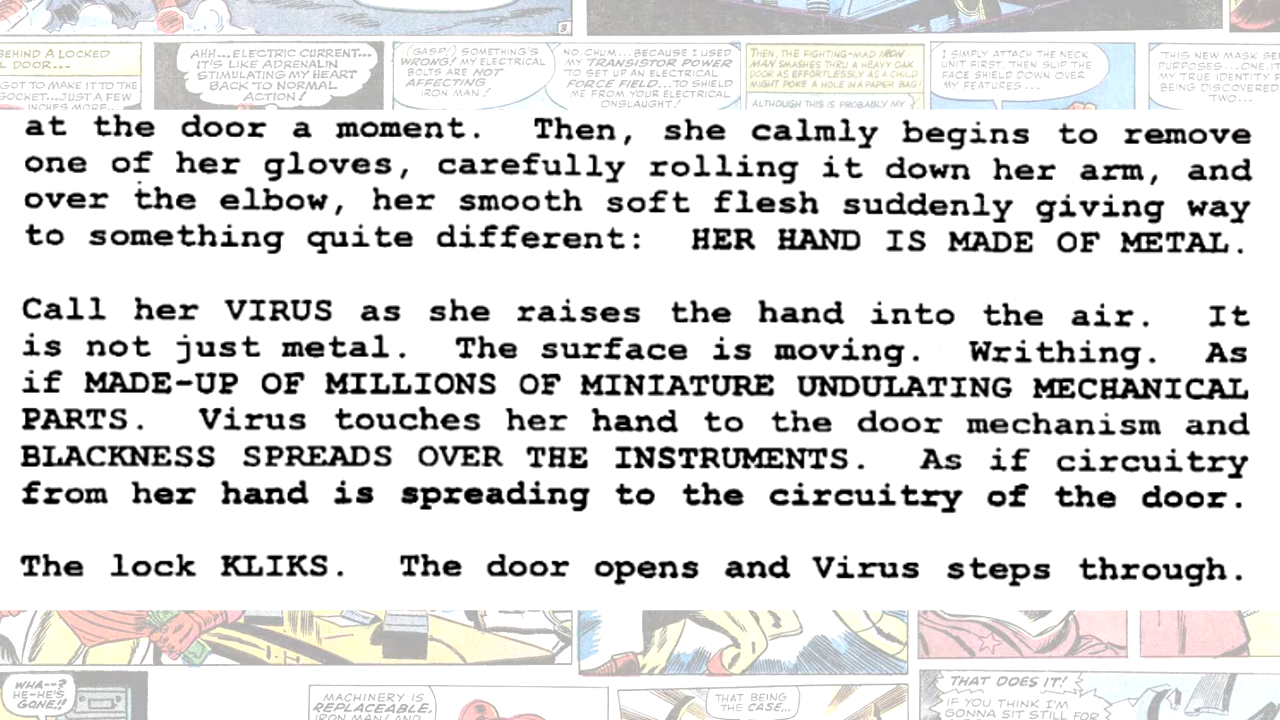 3
BEHIND A LOCKED
DOOR...
GOT TO MAKE IT TO THE
SOCKET...JUST A FEW
INCHES MORE...
AHH...ELECTRIC CURRENT...
IT'S LIKE ADRENALIN
STIMULATING MY HEART
BACK TO NORMAL
ACTION!
(GASP!) SOMETHING'S
WRONG! MY ELECTRICAL
BOLTS ARE NOT
AFFECTING
IRON MAN!
NO, CHUM...BECAUSE I USED
MY TRANSISTOR POWER
TO SET UP AN ELECTRICAL
FORCE FIELD...TO SHIELD
ME FROM YOUR ELECTRICAL
ONSLAUGHT!
THEN, THE FIGHTING-MAD IRON
MAN SMASHES THRU A HEAVY OAK
DOOR AS EFFORTLESSLY AS A CHILD
MIGHT POKE A HOLE IN A PAPER BAG!
ALTHOUGH THIS IS PROBABLY MY
I SIMPLY ATTACH THE NECK
UNIT FIRST, THEN SLIP THE
FACE SHIELD DOWN OVER
MY FEATURES...
THIS NEW MASK SE
PURPOSES...ONE, I
MY TRUE IDENTITY
BEING DISCOVERED
TWO...
at the door a moment. Then, she calmly begins to remove
one of her gloves, carefully rolling it down her arm, and
over the elbow, her smooth soft flesh suddenly giving way
to something quite different: HER HAND IS MADE OF METAL.
Call her VIRUS as she raises the hand into the air. It
is not just metal. The surface is moving. Writhing. As
if MADE-UP OF MILLIONS OF MINIATURE UNDULATING MECHANICAL
PARTS. Virus touches her hand to the door mechanism and
BLACKNESS SPREADS OVER THE INSTRUMENTS. As if circuitry
from her hand is spreading to the circuitry of the door.
The lock KLIKS. The door opens and Virus steps through.
WHA--?
HE-HE'S
GONE!!
MACHINERY IS
REPLACEABLE,
IRON MAN! AND
THAT BEING
THE CASE...
THAT DOES IT!
IF YOU THINK I'M
GONNA SIT STILL FOR